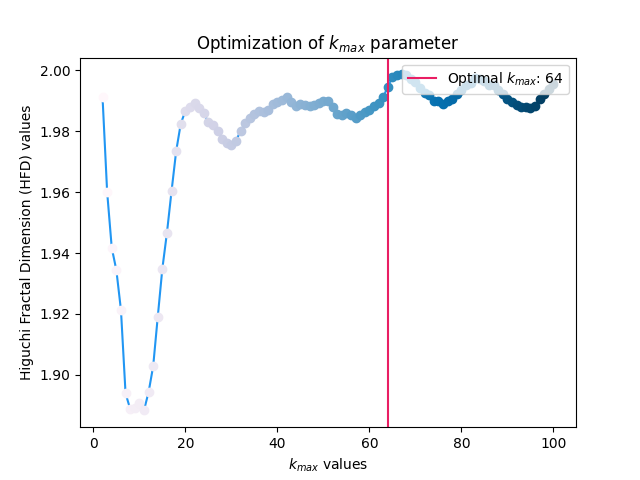 Optimization of k_max parameter
Optimal k_max: 64
Higuchi Fractal Dimension (HFD) values
2.00
1.98
1.96
1.94
1.92
1.90
0 20 40 60 80 100
k_max values